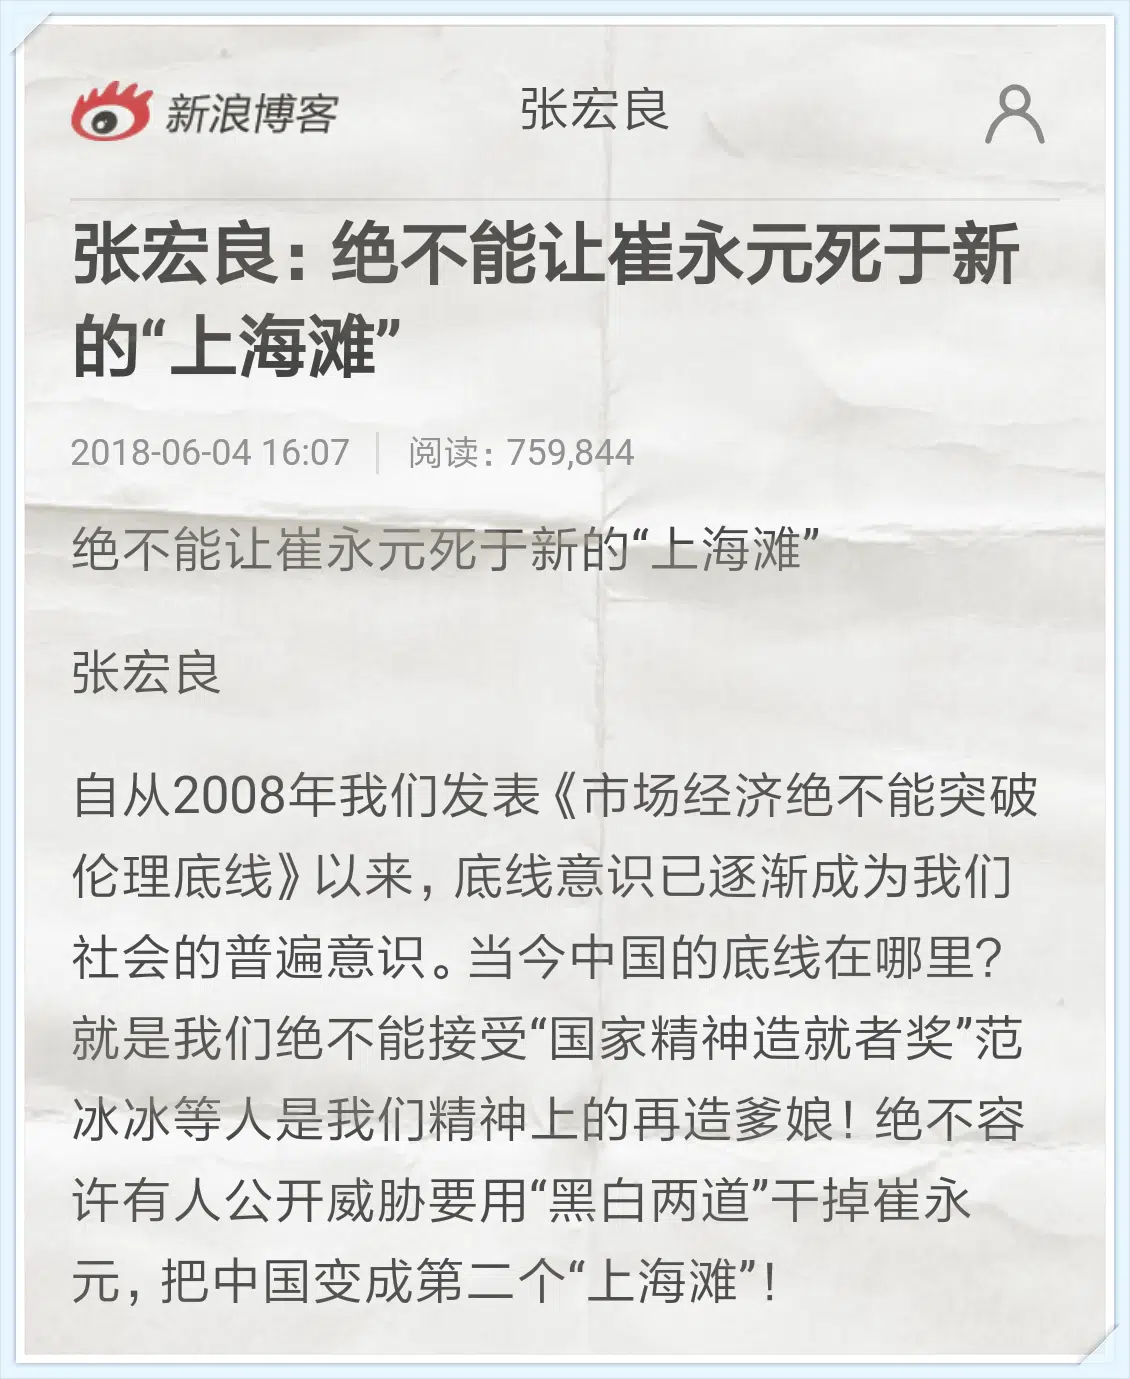 新浪博客
张宏良
张宏良：绝不能让崔永元死于新
的“上海滩”
2018-06-04 16:07
阅读：759,844
绝不能让崔永元死于新的“上海滩”
张宏良
自从2008年我们发表《市场经济绝不能突破
伦理底线》以来，底线意识已逐渐成为我们
社会的普遍意识。当今中国的底线在哪里？
就是我们绝不能接受“国家精神造就者奖”范
冰冰等人是我们精神上的再造爹娘！绝不容
许有人公开威胁要用“黑白两道”干掉崔永
元，把中国变成第二个“上海滩”！